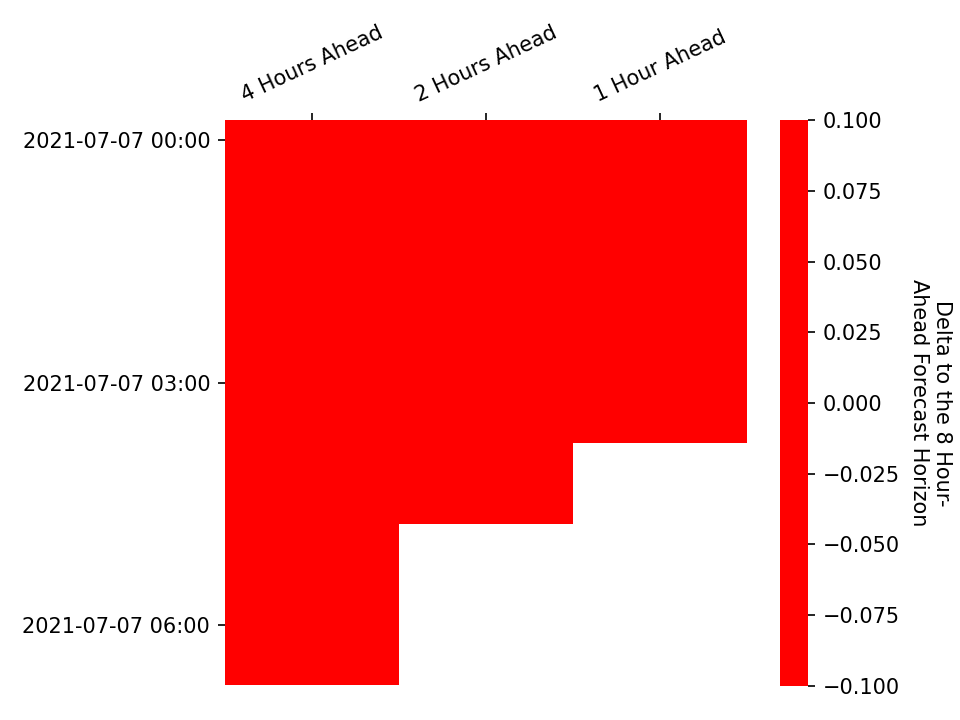 4 Hours Ahead
2 Hours Ahead
1 Hour Ahead
2021-07-07 00:00
2021-07-07 03:00
2021-07-07 06:00
0.100
0.075
0.050
0.025
0.000
−0.025
−0.050
−0.075
−0.100
Delta to the 8 Hour-
Ahead Forecast Horizon